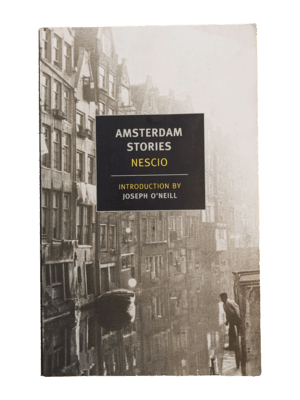 AMSTERDAM
STORIES
NESCIO
INTRODUCTION BY
JOSEPH O'NEILL